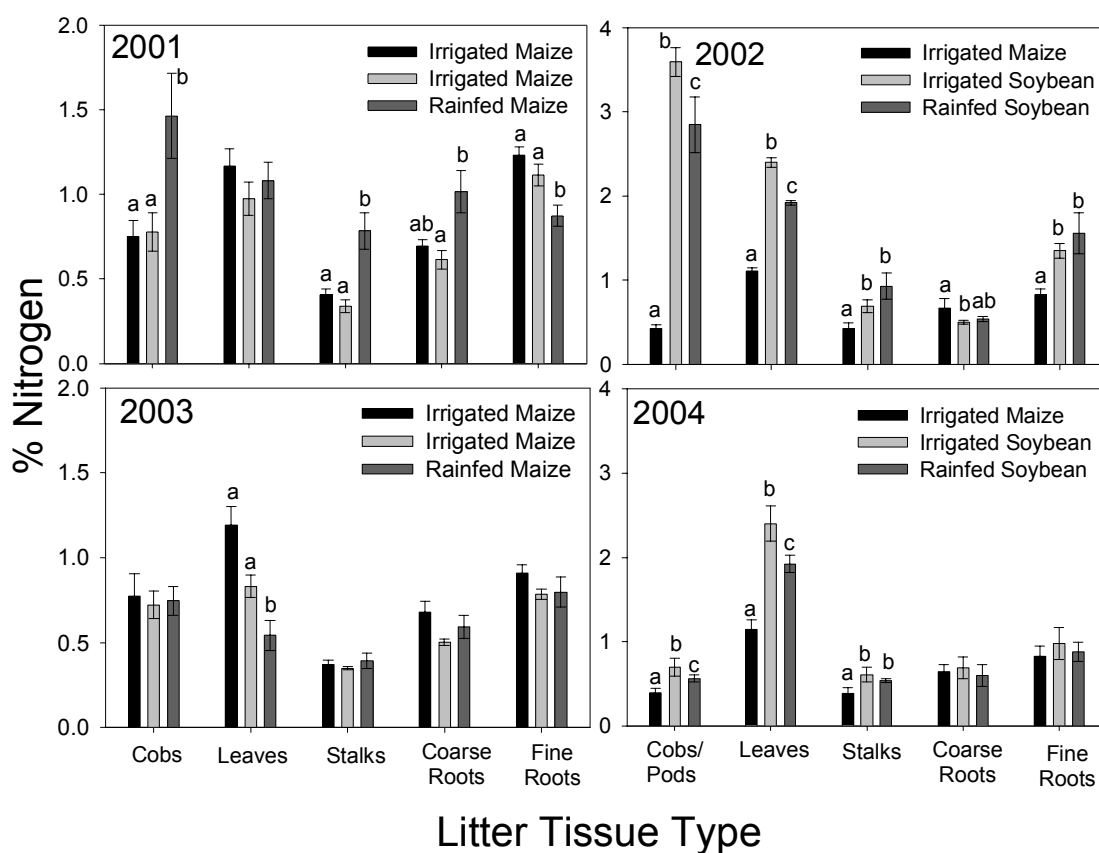 % Nitrogen
2001
Irrigated Maize
Irrigated Maize
Rainfed Maize
2.0
1.5
1.0
0.5
0.0
a
a
b
a
a
b
ab
a
b
a
a
b
2002
Irrigated Maize
Irrigated Soybean
Rainfed Soybean
4
3
2
1
0
a
b
c
a
b
c
a
b
b
a
b
ab
a
b
b
2003
Irrigated Maize
Irrigated Maize
Rainfed Maize
2.0
1.5
1.0
0.5
0.0
a
a
b
Cobs
Leaves
Stalks
Coarse
Roots
Fine
Roots
2004
Irrigated Maize
Irrigated Soybean
Rainfed Soybean
4
3
2
1
0
a
b
c
a
b
c
a
b
b
Cobs/
Pods
Leaves
Stalks
Coarse
Roots
Fine
Roots
Litter Tissue Type